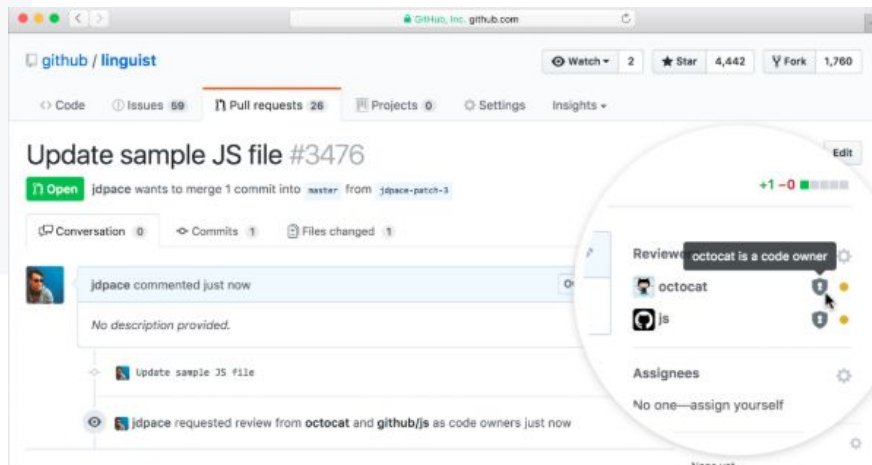 GitHub, Inc. github.com
github / linguist
Watch 2 Star 4,442 Fork 1,760
Code Issues 59 Pull requests 26 Projects 0 Settings Insights
Update sample JS file #3476
Edit
Open jdpace wants to merge 1 commit into master from jdpace-patch-3
+1 −0
Conversation 0 Commits 1 Files changed 1
Reviewe
octocat is a code owner
jdpace commented just now
octocat
No description provided.
js
Update sample JS file
Assignees
No one—assign yourself
jdpace requested review from octocat and github/js as code owners just now